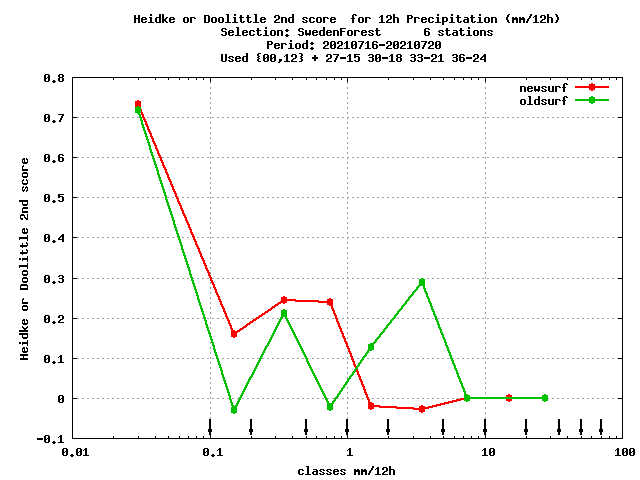 Heidke or Doolittle 2nd score  for 12h Precipitation (mm/12h)
Selection: SwedenForest      6 stations
Period: 20210716-20210720
Used {00,12} + 27-15 30-18 33-21 36-24
newsurf
oldsurf
0.8
0.7
0.6
0.5
0.4
0.3
0.2
0.1
0
-0.1
Heidke or Doolittle 2nd score
0.01 0.1 1 10 100
classes mm/12h